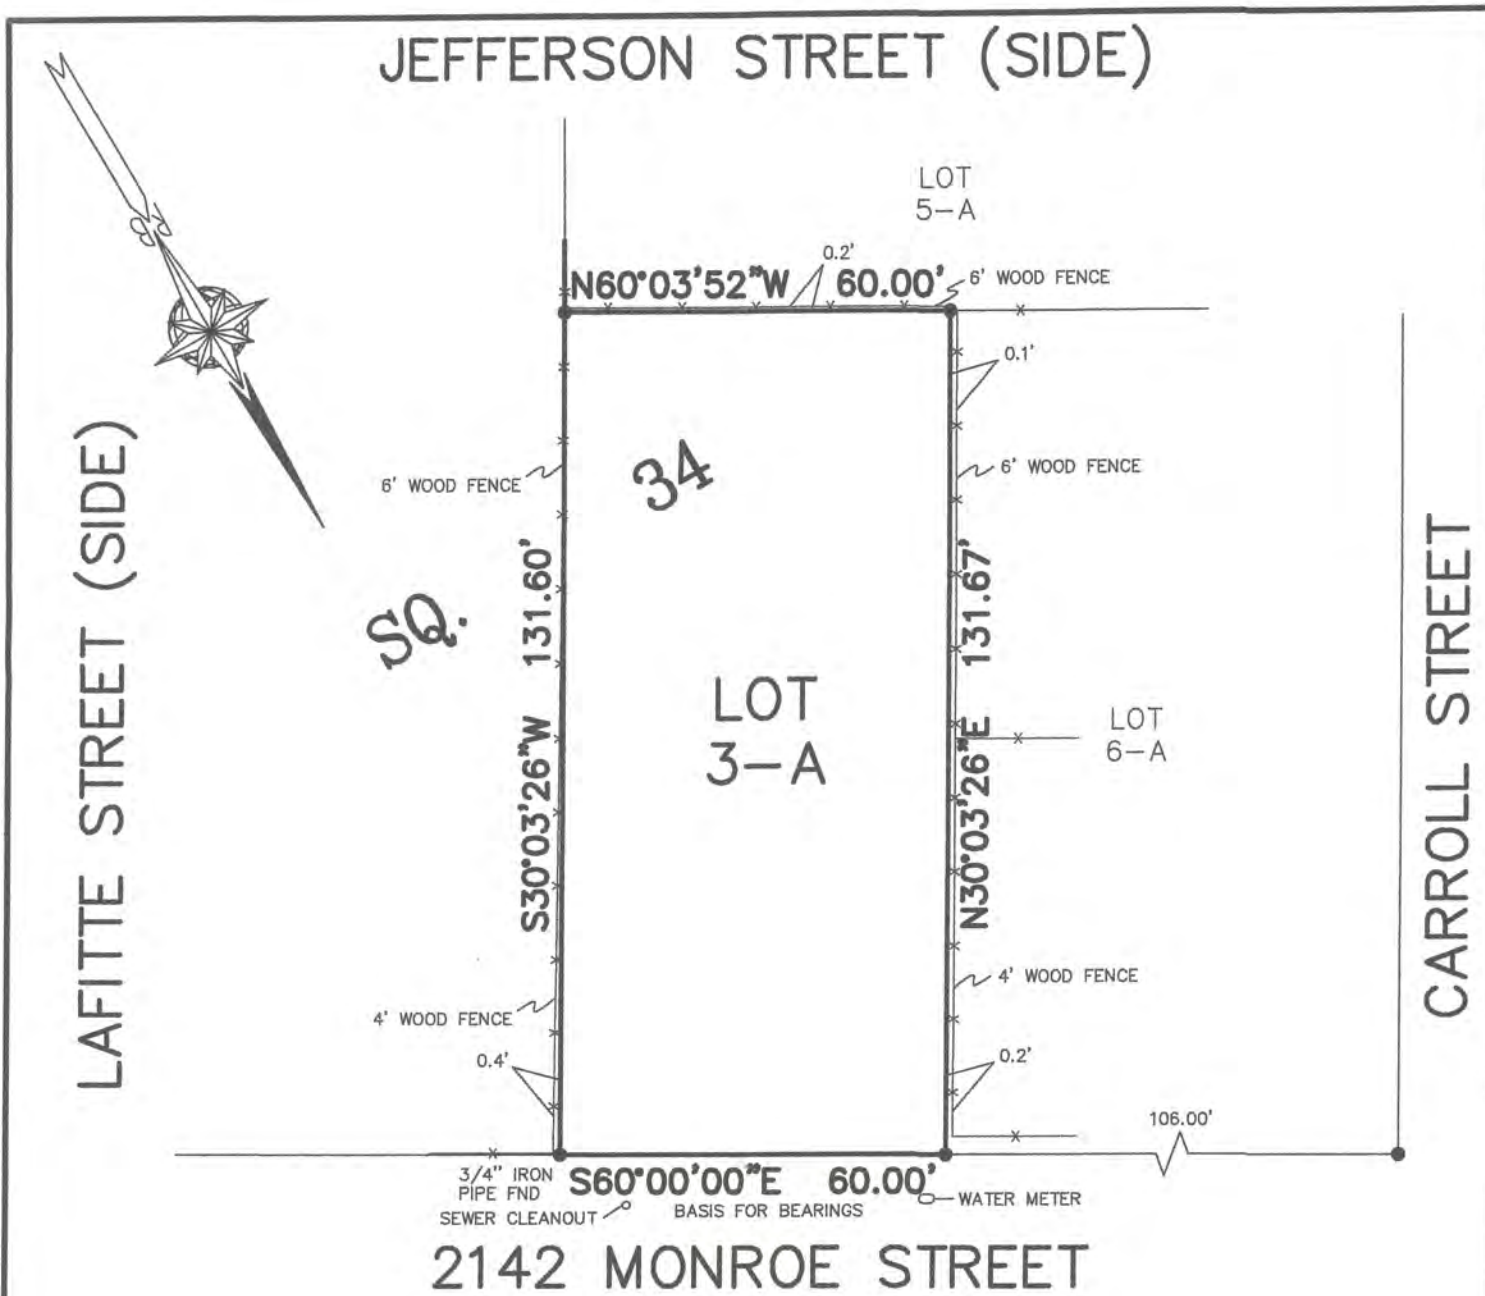 JEFFERSON STREET (SIDE)
LOT
5-A
0.2'
N60°03'52"W 60.00'
6' WOOD FENCE
0.1'
34
6' WOOD FENCE
6' WOOD FENCE
LAFITTE STREET (SIDE)
SQ.
S30°03'26"W 131.60'
N30°03'26"E 131.67'
LOT
3-A
LOT
6-A
CARROLL STREET
4' WOOD FENCE
4' WOOD FENCE
0.4'
0.2'
106.00'
3/4" IRON
PIPE FND
S60°00'00"E 60.00'
SEWER CLEANOUT
BASIS FOR BEARINGS
WATER METER
2142 MONROE STREET